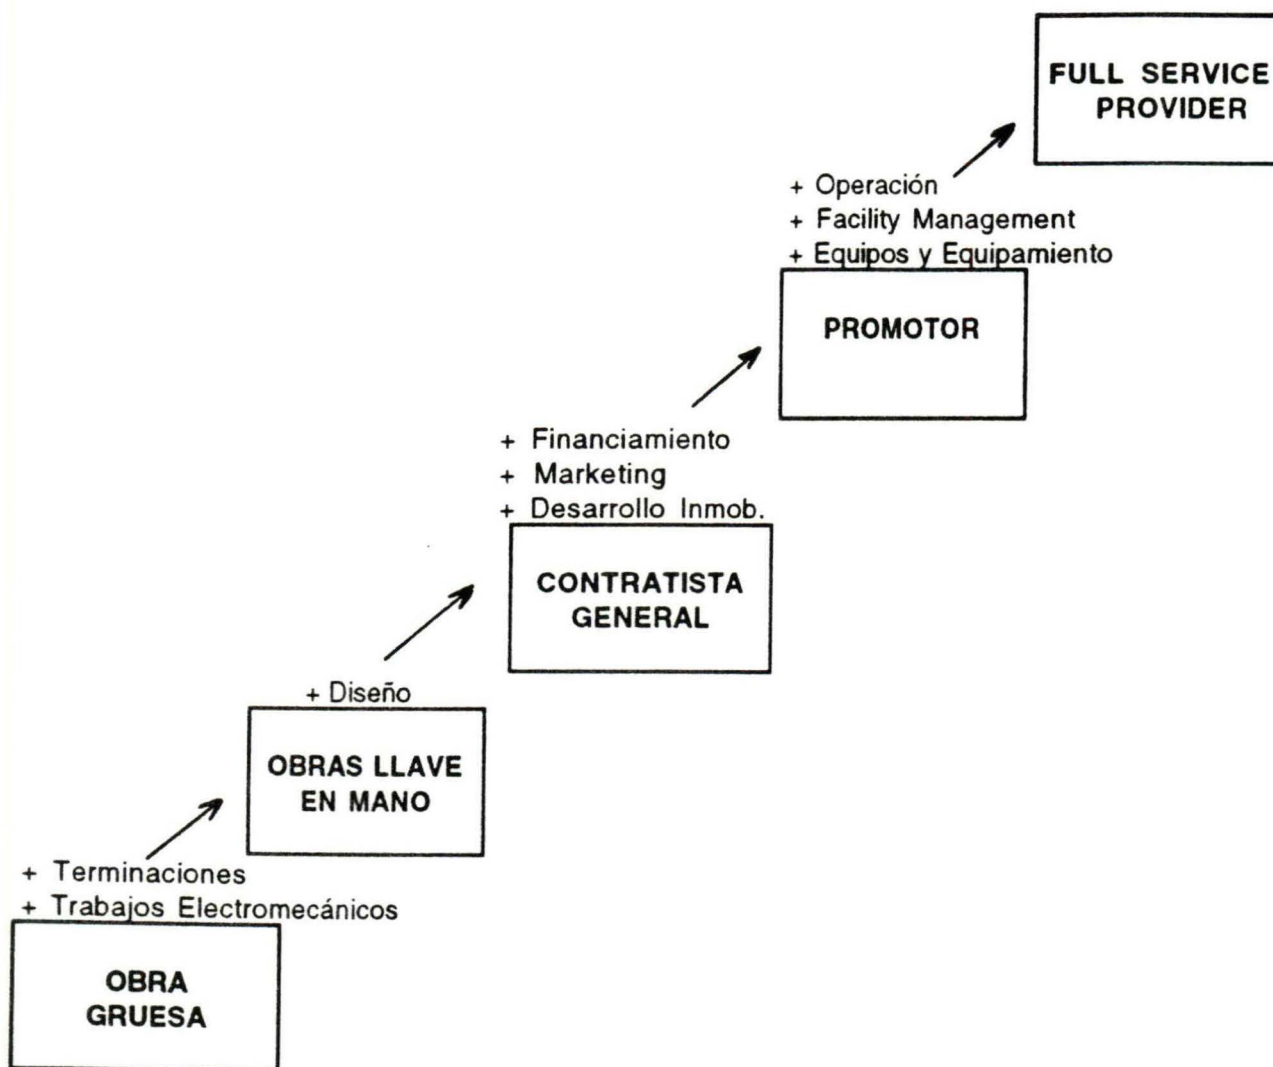 FULL SERVICE
PROVIDER
+ Operación
+ Facility Management
+ Equipos y Equipamiento
PROMOTOR
+ Financiamiento
+ Marketing
+ Desarrollo Inmob.
CONTRATISTA
GENERAL
+ Diseño
OBRAS LLAVE
EN MANO
+ Terminaciones
+ Trabajos Electromecánicos
OBRA
GRUESA